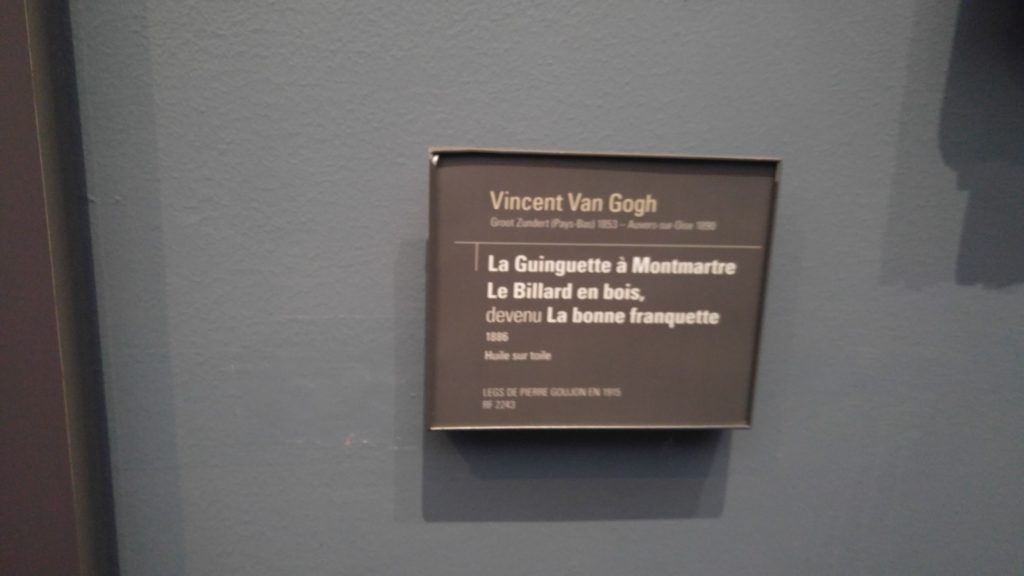 Vincent Van Gogh
Groot Zundert (Pays-Bas) 1853 – Auvers-sur-Oise 1890
La Guinguette à Montmartre
Le Billard en bois,
devenu La bonne franquette
1886
Huile sur toile
LEGS DE PIERRE GOUJON EN 1915
RF 2243